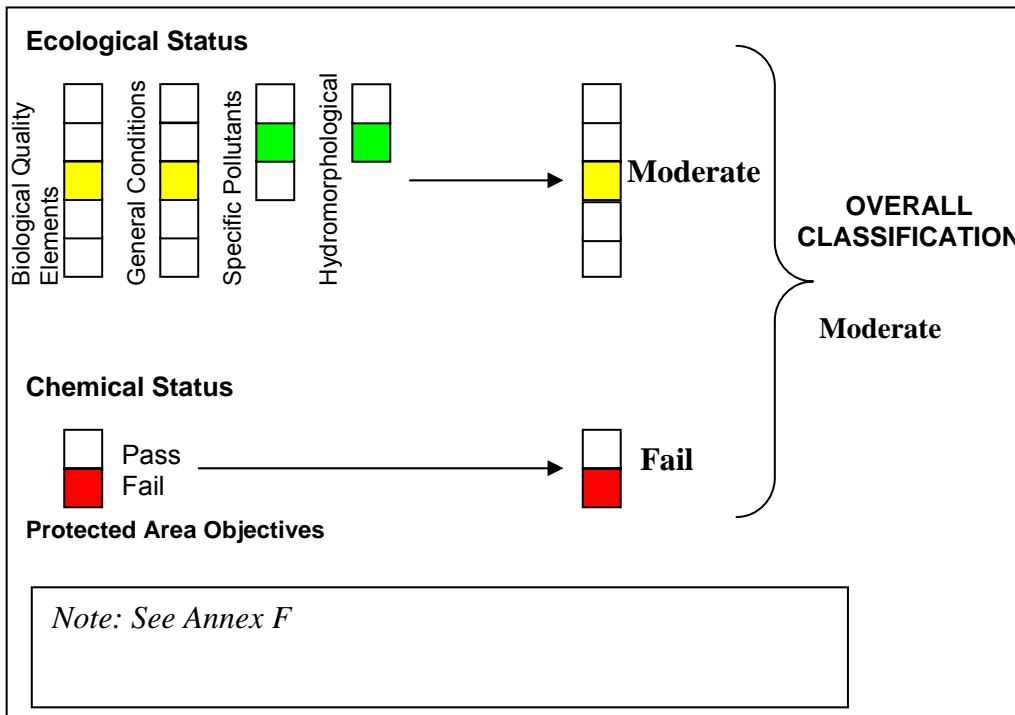 Ecological Status
Biological Quality
Elements
General Conditions
Specific Pollutants
Hydromorphological
Moderate
OVERALL
CLASSIFICATION
Moderate
Chemical Status
Pass
Fail
Fail
Protected Area Objectives
Note: See Annex F